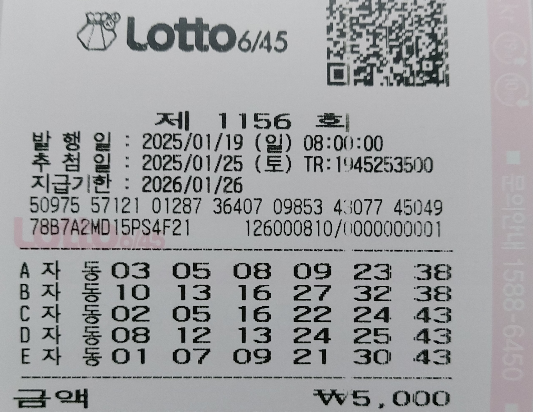 Lotto 6/45
제 1156 호
발 행 일 : 2025/01/19 (일) 08:00:00
추 첨 일 : 2025/01/25 (토) TR:1945253500
지급기한 : 2026/01/26
50975 57121 01287 36407 09853 43077 45049
78B7A2MD15PS4F21 126000810/0000000001
A 자 동 03 05 08 09 23 38
B 자 동 10 13 16 27 32 38
C 자 동 02 05 16 22 24 43
D 자 동 08 12 13 24 25 43
E 자 동 01 07 09 21 30 43
금액 ₩5,000
문의안내 1588-6450